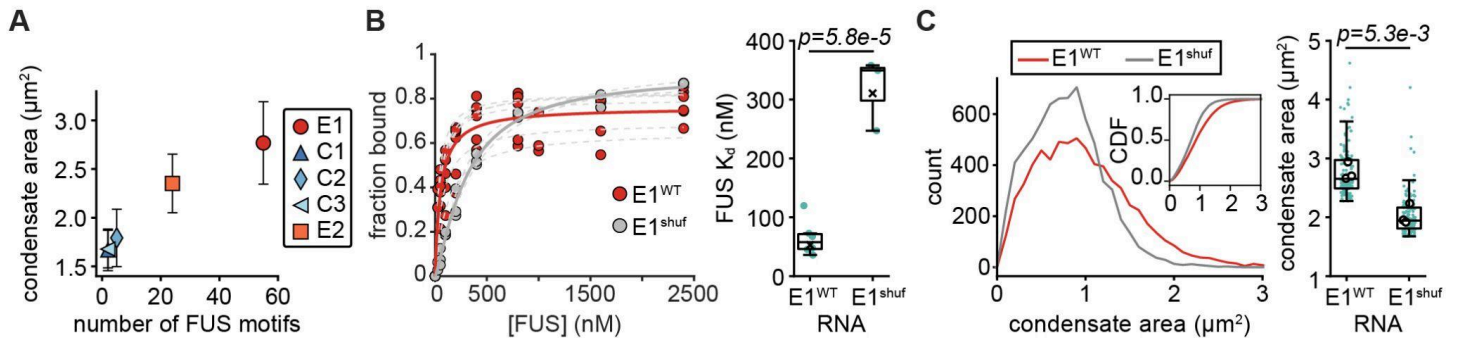 A
condensate area (μm²)
3.0
2.5
2.0
1.5
0 20 40 60
number of FUS motifs
E1
C1
C2
C3
E2
B
fraction bound
1
0.8
0.6
0.4
0.2
0
0 500 1500 2500
[FUS] (nM)
E1WT
E1shuf
p=5.8e-5
FUS Kd (nM)
400
300
200
100
0
E1WT E1shuf
RNA
C
E1WT E1shuf
count
600
400
200
0
0 1 2 3
condensate area (μm²)
CDF
1.0
0.5
0.0
0 1 2 3
p=5.3e-3
condensate area (μm²)
5
4
3
2
1
E1WT E1shuf
RNA